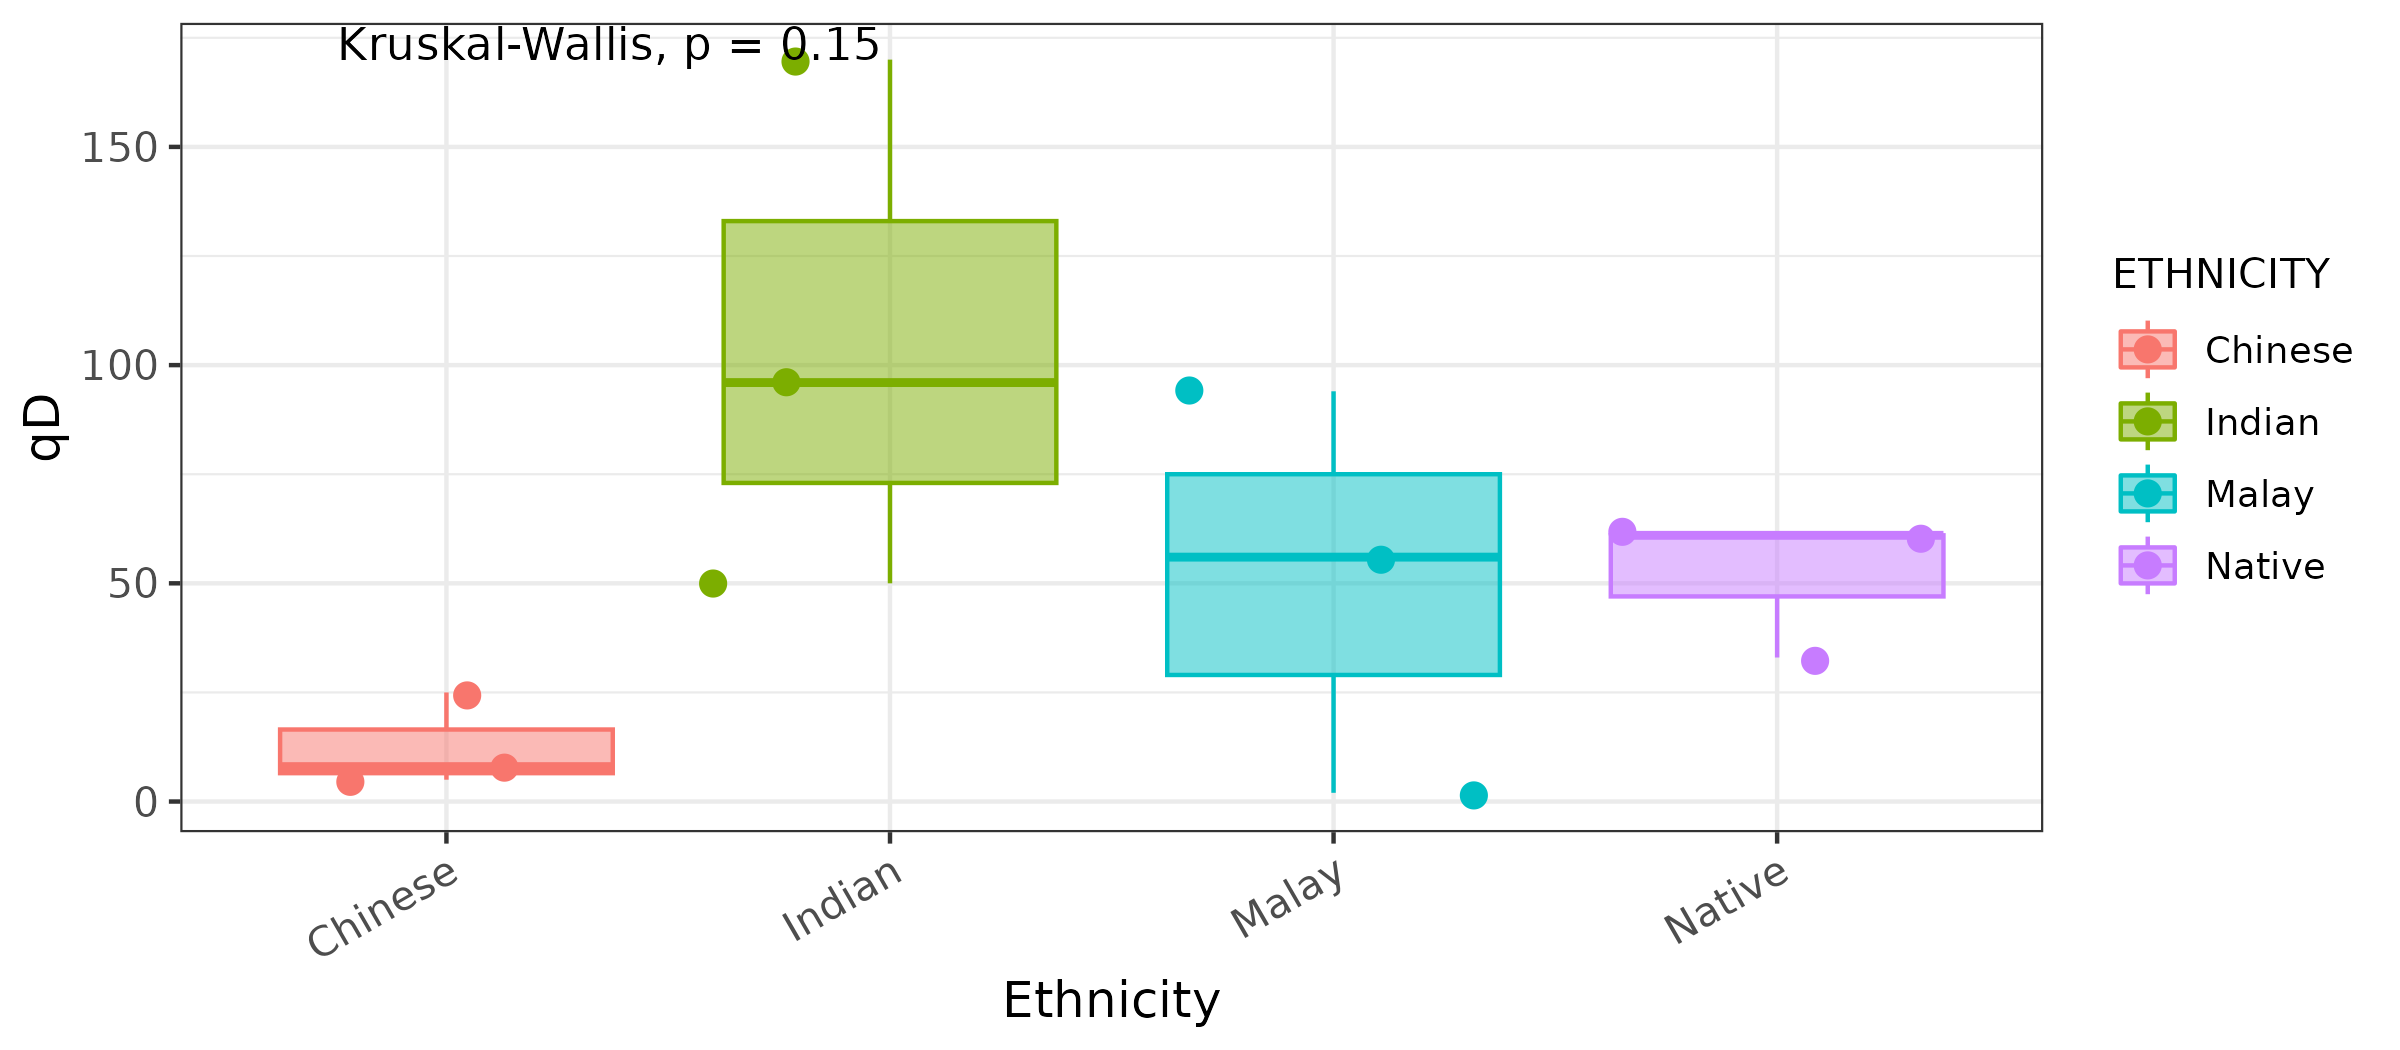 Kruskal-Wallis, p = 0.15
150
100
50
0
qD
Chinese
Indian
Malay
Native
Ethnicity
ETHNICITY
Chinese
Indian
Malay
Native